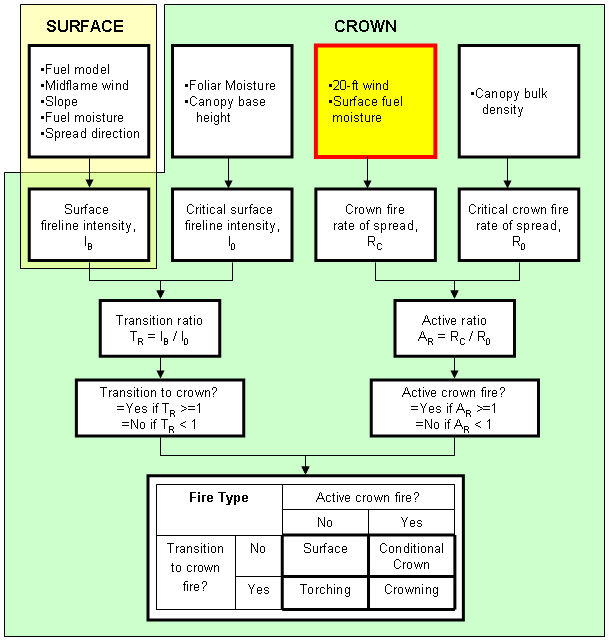 SURFACE
CROWN
•Fuel model
•Midflame wind
•Slope
•Fuel moisture
•Spread direction
•Foliar Moisture
•Canopy base
height
•20-ft wind
•Surface fuel
moisture
•Canopy bulk
density
Surface
fireline intensity,
I_B
Critical surface
fireline intensity,
I_0
Crown fire
rate of spread,
R_C
Critical crown fire
rate of spread,
R_0
Transition ratio
T_R = I_B / I_0
Active ratio
A_R = R_C / R_0
Transition to crown?
=Yes if T_R >=1
=No if T_R < 1
Active crown fire?
=Yes if A_R >=1
=No if A_R < 1
Fire Type
Active crown fire?
No
Yes
Transition
to crown
fire?
No
Surface
Conditional
Crown
Yes
Torching
Crowning